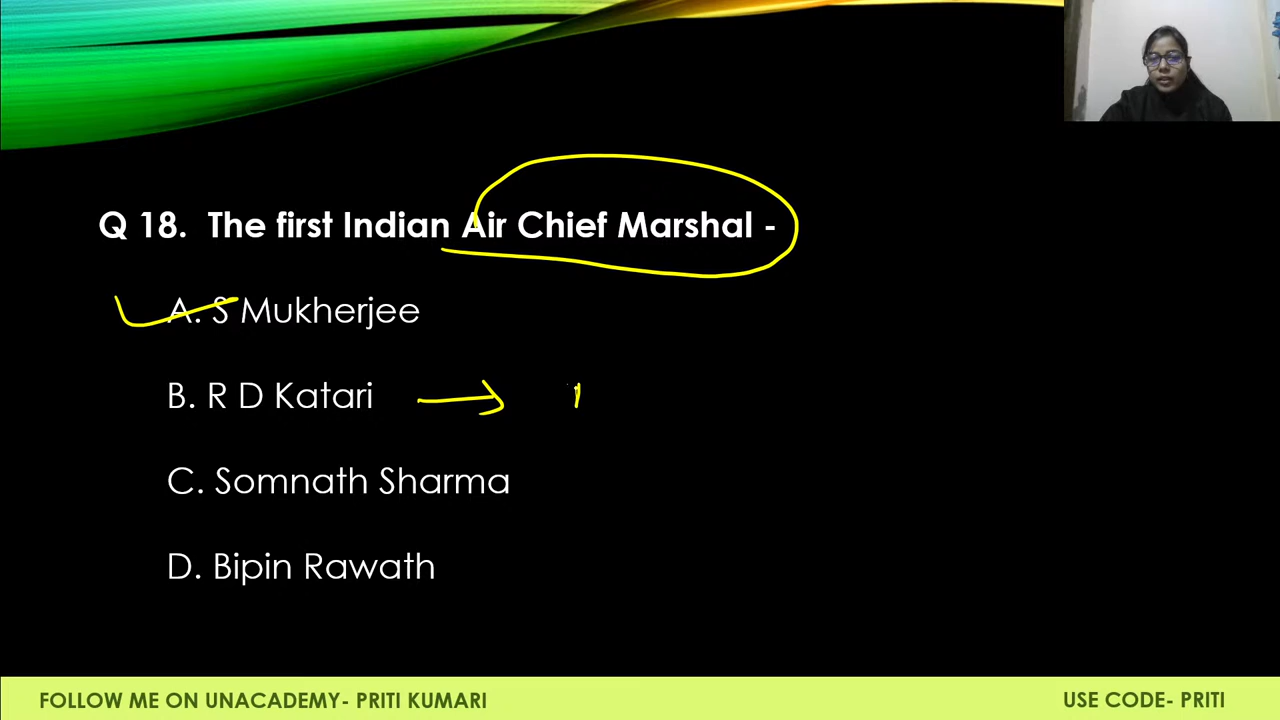 Q 18. The first Indian Air Chief Marshal -
A. S Mukherjee
B. R D Katari
C. Somnath Sharma
D. Bipin Rawath
FOLLOW ME ON UNACADEMY- PRITI KUMARI
USE CODE- PRITI